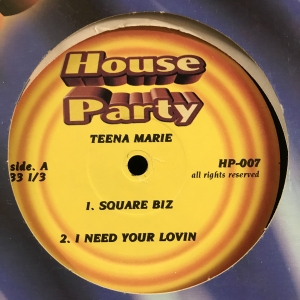 House
Party
TEENA MARIE
side. A
33 1/3
HP-007
all rights reserved
1. SQUARE BIZ
2. I NEED YOUR LOVIN